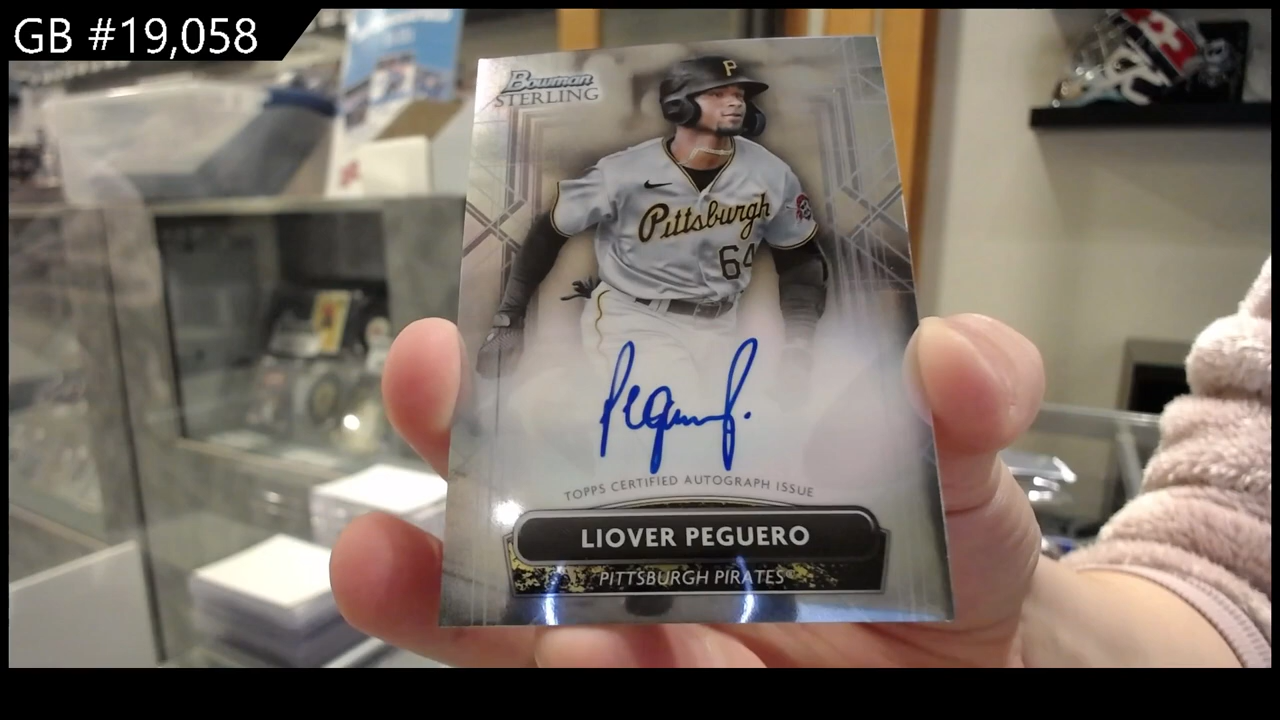 GB #19,058
Bowman
STERLING
P
Pittsburgh
64
TOPPS CERTIFIED AUTOGRAPH ISSUE
LIOVER PEGUERO
PITTSBURGH PIRATES